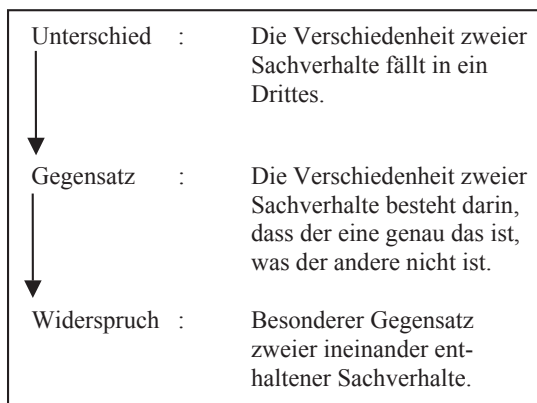 Unterschied : Die Verschiedenheit zweier
Sachverhalte fällt in ein
Drittes.
Gegensatz : Die Verschiedenheit zweier
Sachverhalte besteht darin,
dass der eine genau das ist,
was der andere nicht ist.
Widerspruch : Besonderer Gegensatz
zweier ineinander ent-
haltener Sachverhalte.